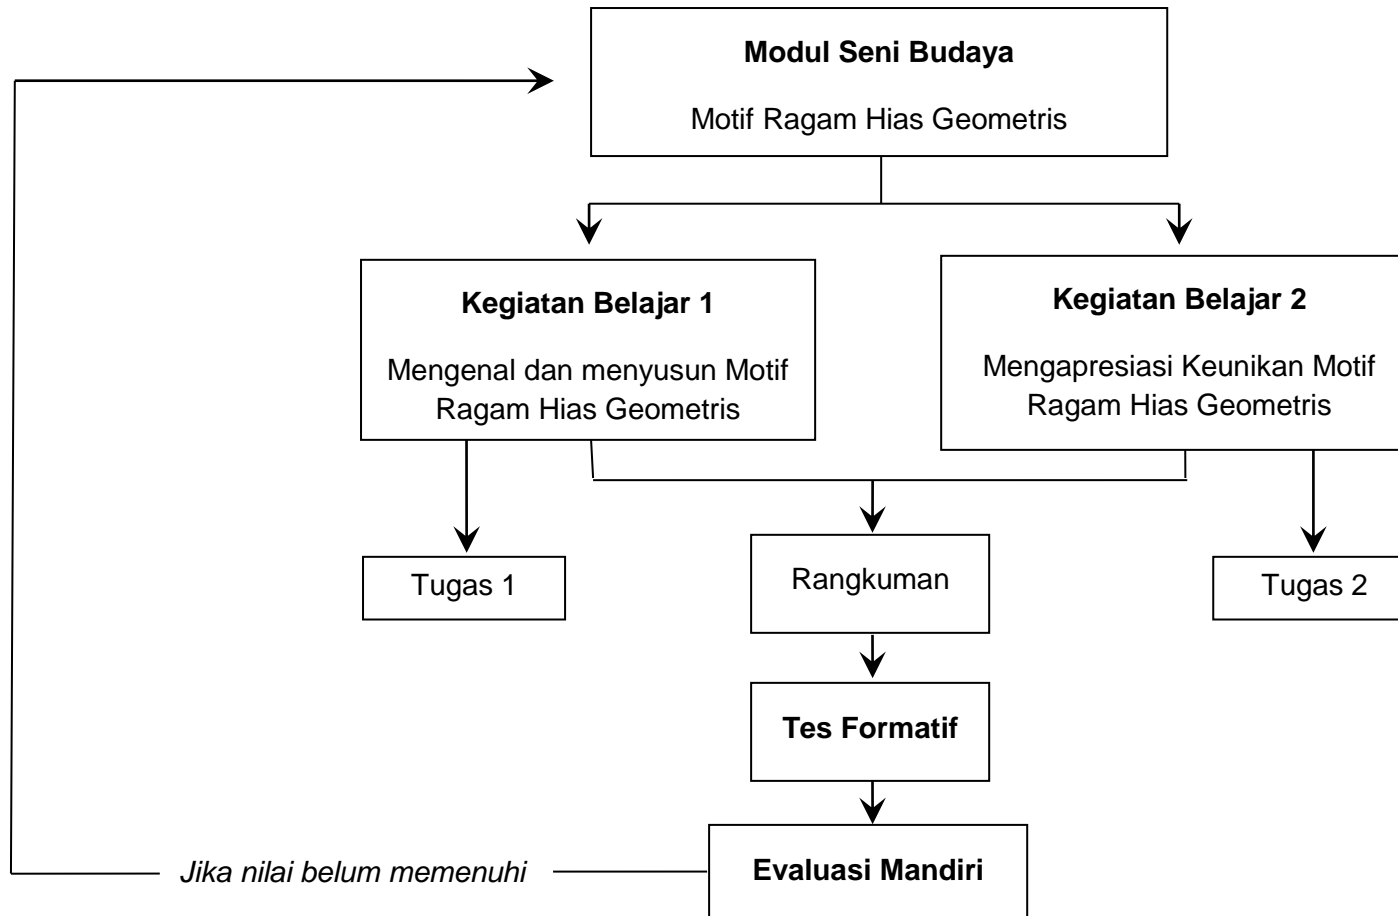 Modul Seni Budaya
Motif Ragam Hias Geometris
Kegiatan Belajar 1
Mengenal dan menyusun Motif
Ragam Hias Geometris
Kegiatan Belajar 2
Mengapresiasi Keunikan Motif
Ragam Hias Geometris
Tugas 1
Rangkuman
Tugas 2
Tes Formatif
Jika nilai belum memenuhi
Evaluasi Mandiri